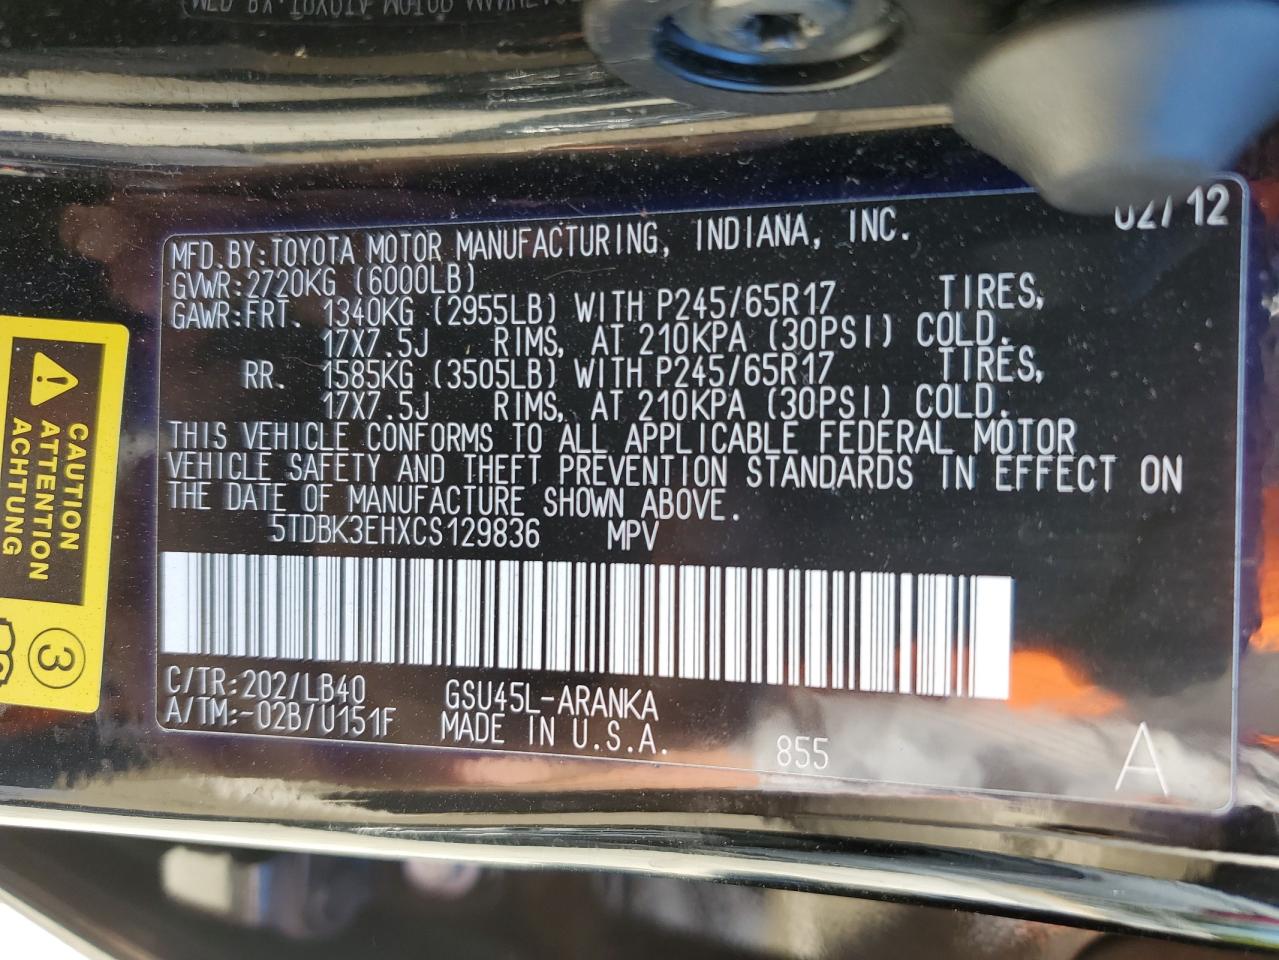 02/12
MFD.BY:TOYOTA MOTOR MANUFACTURING, INDIANA, INC.
GVWR:2720KG (6000LB)
GAWR:FRT. 1340KG (2955LB) WITH P245/65R17 TIRES,
17X7.5J RIMS, AT 210KPA (30PSI) COLD.
RR. 1585KG (3505LB) WITH P245/65R17 TIRES,
17X7.5J RIMS, AT 210KPA (30PSI) COLD.
THIS VEHICLE CONFORMS TO ALL APPLICABLE FEDERAL MOTOR
VEHICLE SAFETY AND THEFT PREVENTION STANDARDS IN EFFECT ON
THE DATE OF MANUFACTURE SHOWN ABOVE.
5TDBK3EHXCS129836 MPV
C/TR:202/LB40 GSU45L-ARANKA
A/TM:-02B/U151F MADE IN U.S.A.
855
A
CAUTION
ATTENTION
ACHTUNG
3